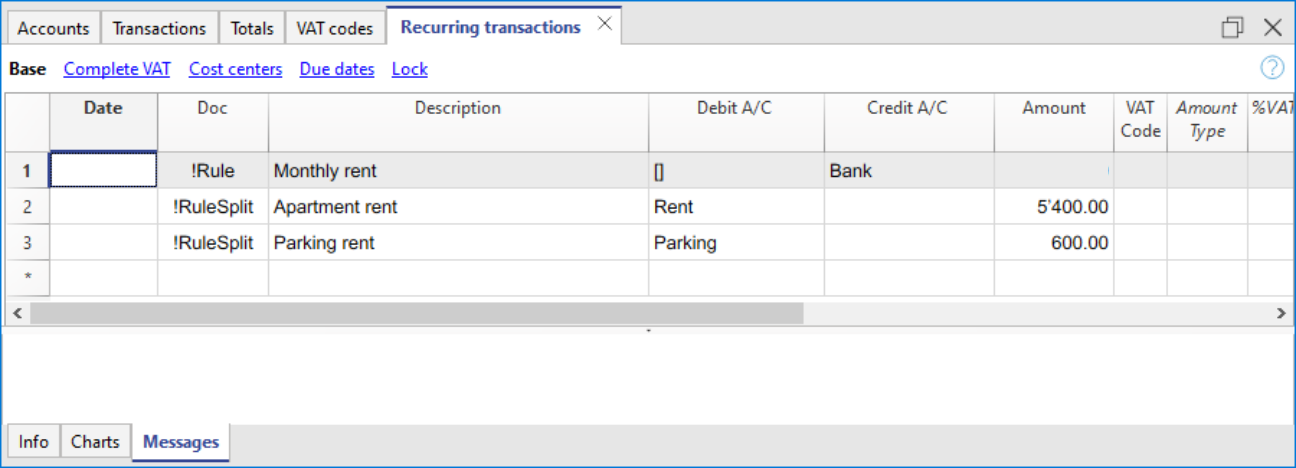 Accounts Transactions Totals VAT codes Recurring transactions
Base Complete VAT Cost centers Due dates Lock ?
Date Doc Description Debit A/C Credit A/C Amount VAT Code Amount Type %VAT
1 !Rule Monthly rent [] Bank
2 !RuleSplit Apartment rent Rent 5'400.00
3 !RuleSplit Parking rent Parking 600.00
*
Info Charts Messages